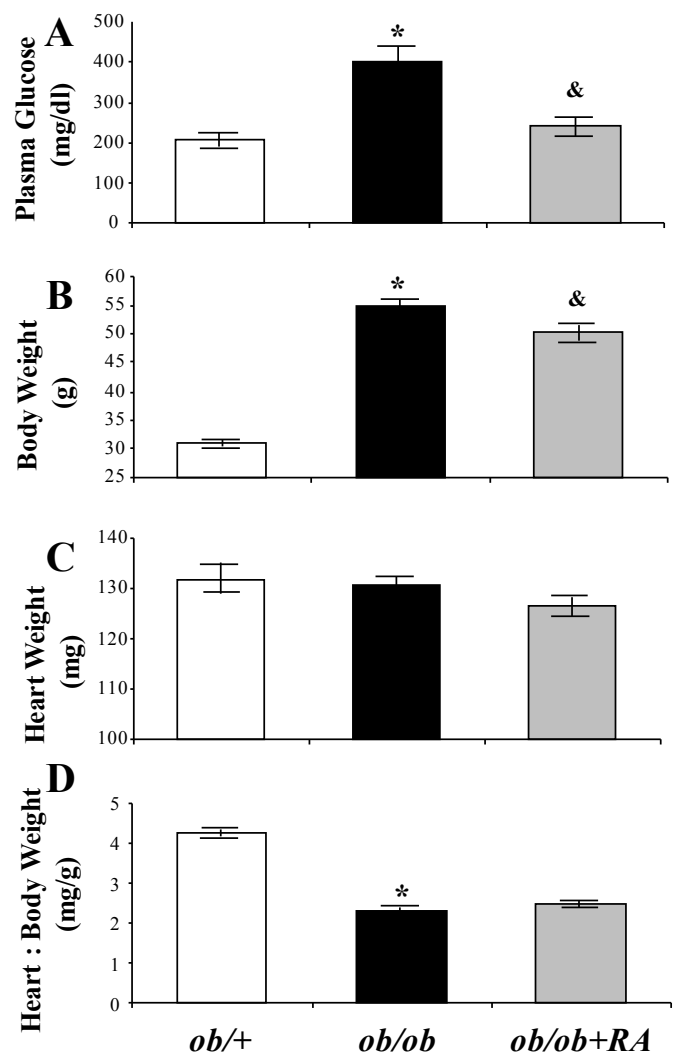 A
Plasma Glucose
(mg/dl)
500
400
300
200
100
0
*
&
B
Body Weight
(g)
60
55
50
45
40
35
30
25
*
&
C
Heart Weight
(mg)
140
130
120
110
100
D
Heart : Body Weight
(mg/g)
5
4
3
2
1
0
*
ob/+
ob/ob
ob/ob+RA